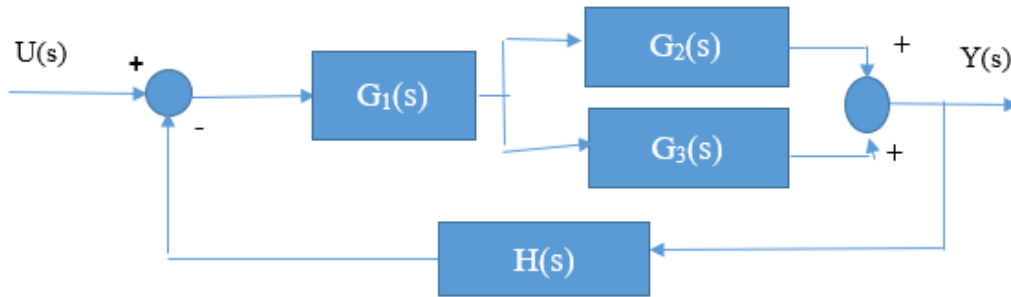 U(s)
+
-
G₁(s)
G₂(s)
G₃(s)
+
+
Y(s)
H(s)